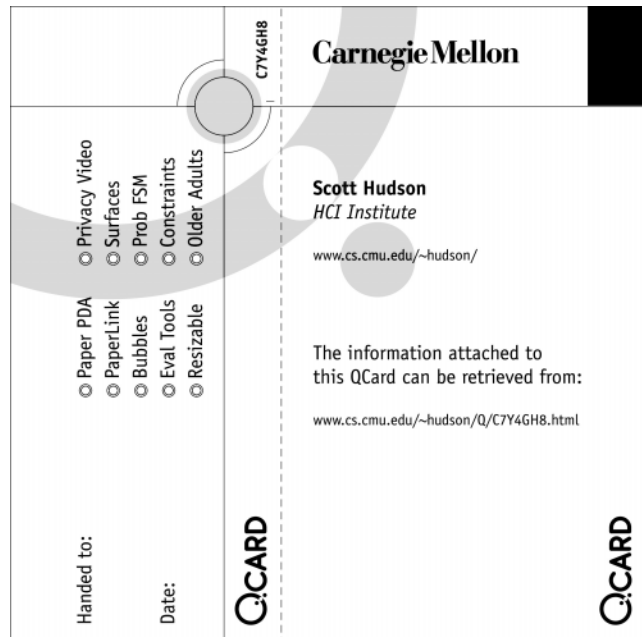 C7Y4GH8
Carnegie Mellon
Privacy Video
Surfaces
Prob FSM
Constraints
Older Adults
Paper PDA
PaperLink
Bubbles
Eval Tools
Resizable
Handed to:
Date:
QCARD
Scott Hudson
HCI Institute
www.cs.cmu.edu/~hudson/
The information attached to
this QCard can be retrieved from:
www.cs.cmu.edu/~hudson/Q/C7Y4GH8.html
QCARD